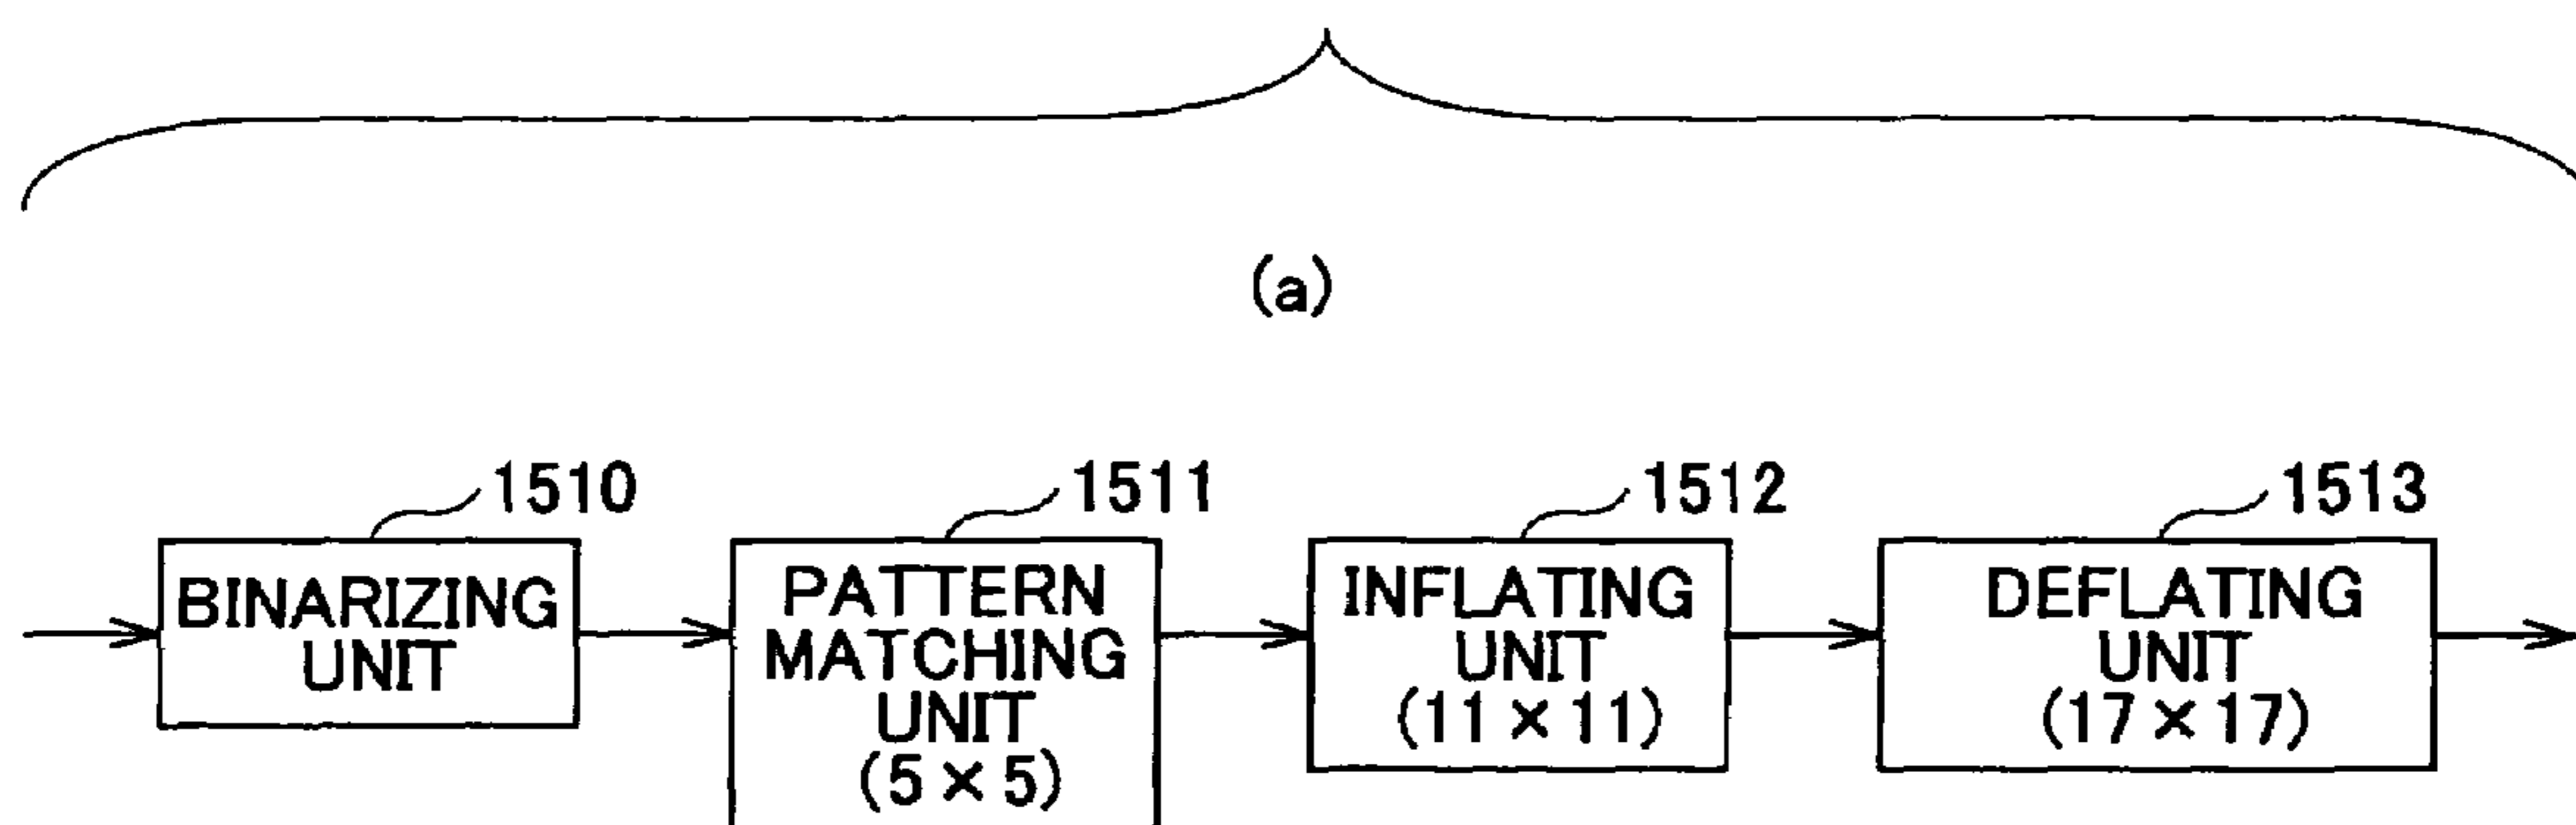 (a)
1510
1511
1512
1513
BINARIZING
UNIT
PATTERN
MATCHING
UNIT
(5×5)
INFLATING
UNIT
(11×11)
DEFLATING
UNIT
(17×17)